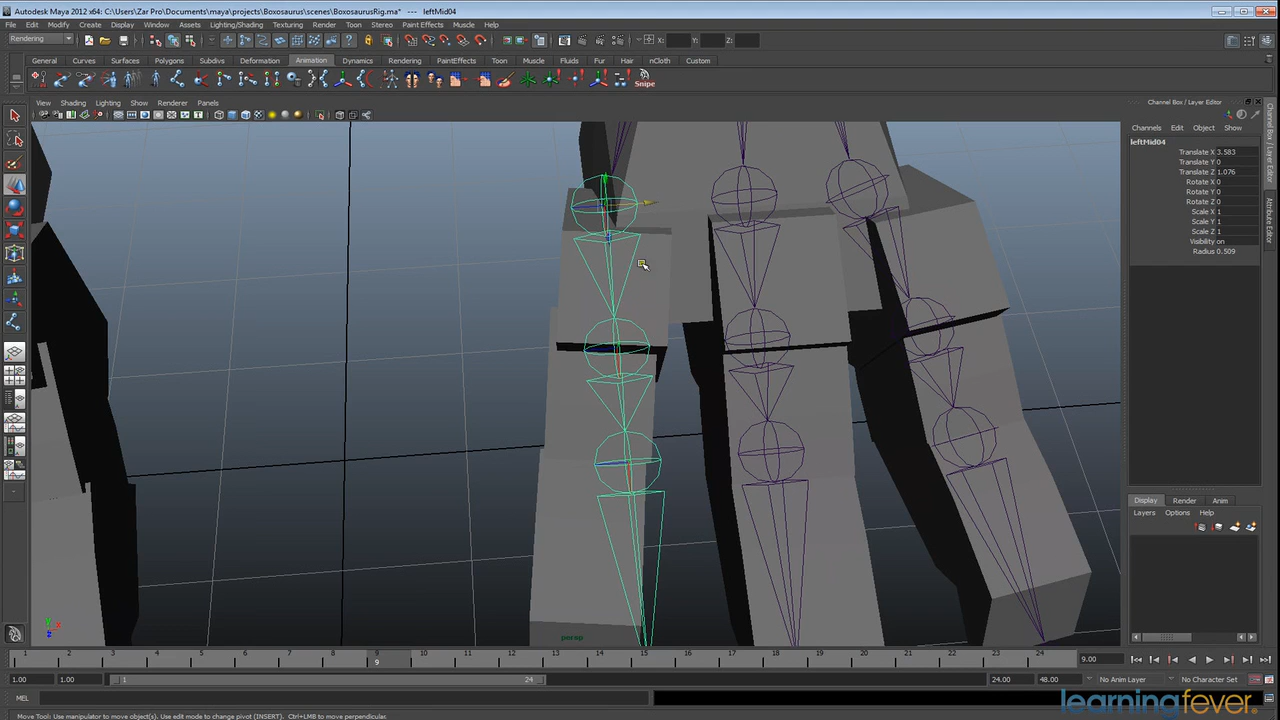 Autodesk Maya 2012 x64: C:\Users\Zar Pro\Documents\maya\projects\Boxosaurus\scenes\BoxosaurusRig.ma* --- leftMid04
File Edit Modify Create Display Window Assets Lighting/Shading Texturing Render Toon Paint Effects Muscle Help
Rendering X: Y: Z:
General Curves Surfaces Polygons Subdivs Deformation Animation Dynamics Rendering PaintEffects Toon Muscle Fluids Fur Hair nCloth Custom
Snipe
View Shading Lighting Show Renderer Panels
Channel Box / Layer Editor
Channels Edit Object Show
leftMid04
Translate X 3.583
Translate Y 0
Translate Z 1.076
Rotate X 0
Rotate Y 0
Rotate Z 0
Scale X 1
Scale Y 1
Scale Z 1
Visibility on
Radius 0.509
Channel Box / Layer Editor
Attribute Editor
Display Render Anim
Layers Options Help
persp
y
x
z
1 2 3 4 5 6 7 8 9 10 11 12 13 14 15 16 17 18 19 20 21 22 23 24
9
9.00
1.00 1.00 1 24 24.00 48.00 No Anim Layer No Character Set
MEL
learningfever.
Move Tool: Use manipulator to move object(s). Use edit mode to change pivot (INSERT). Ctrl+LMB to move perpendicular.